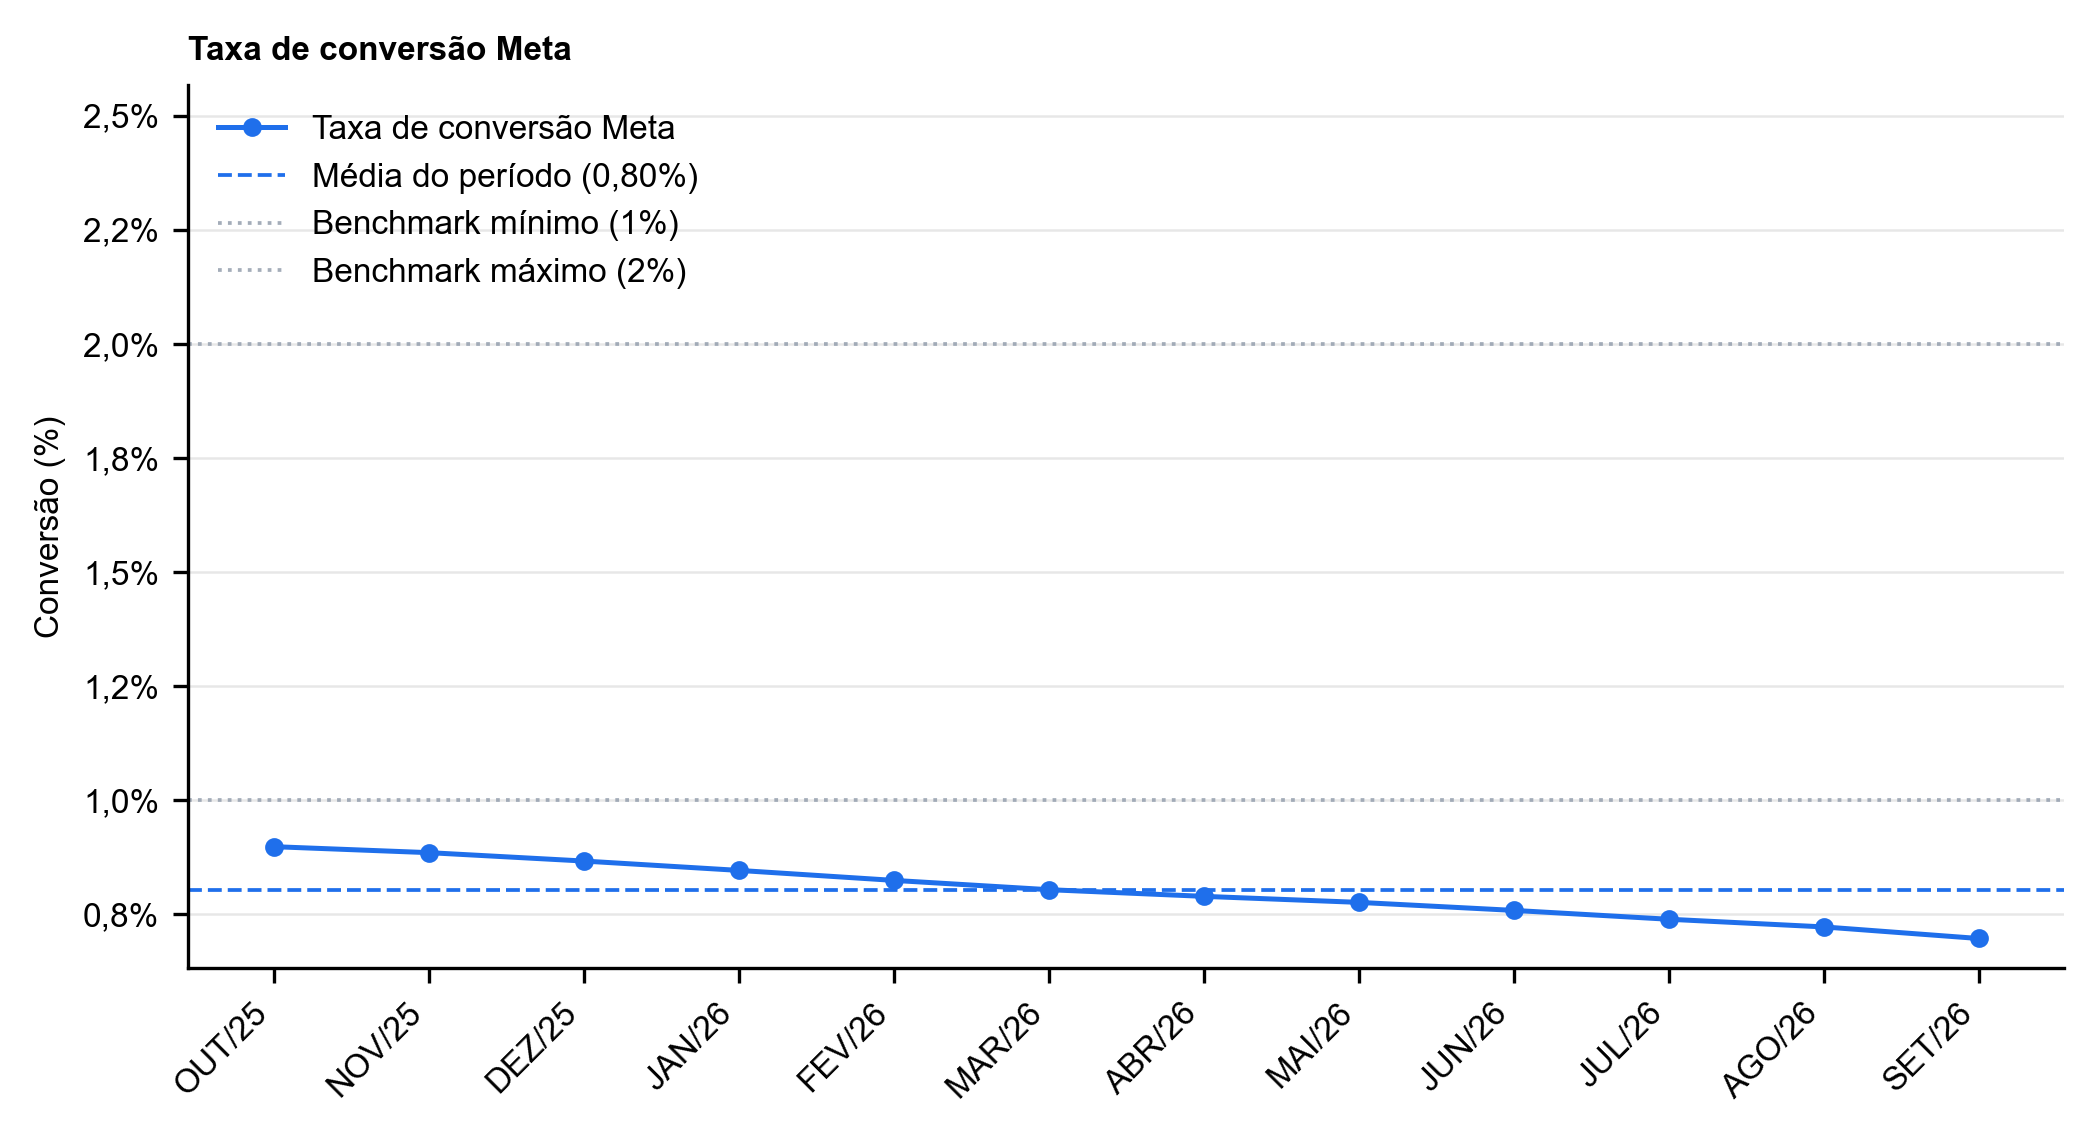 Taxa de conversão Meta
2,5%
2,2%
2,0%
1,8%
1,5%
1,2%
1,0%
0,8%
Conversão (%)
Taxa de conversão Meta
Média do período (0,80%)
Benchmark mínimo (1%)
Benchmark máximo (2%)
OUT/25
NOV/25
DEZ/25
JAN/26
FEV/26
MAR/26
ABR/26
MAI/26
JUN/26
JUL/26
AGO/26
SET/26